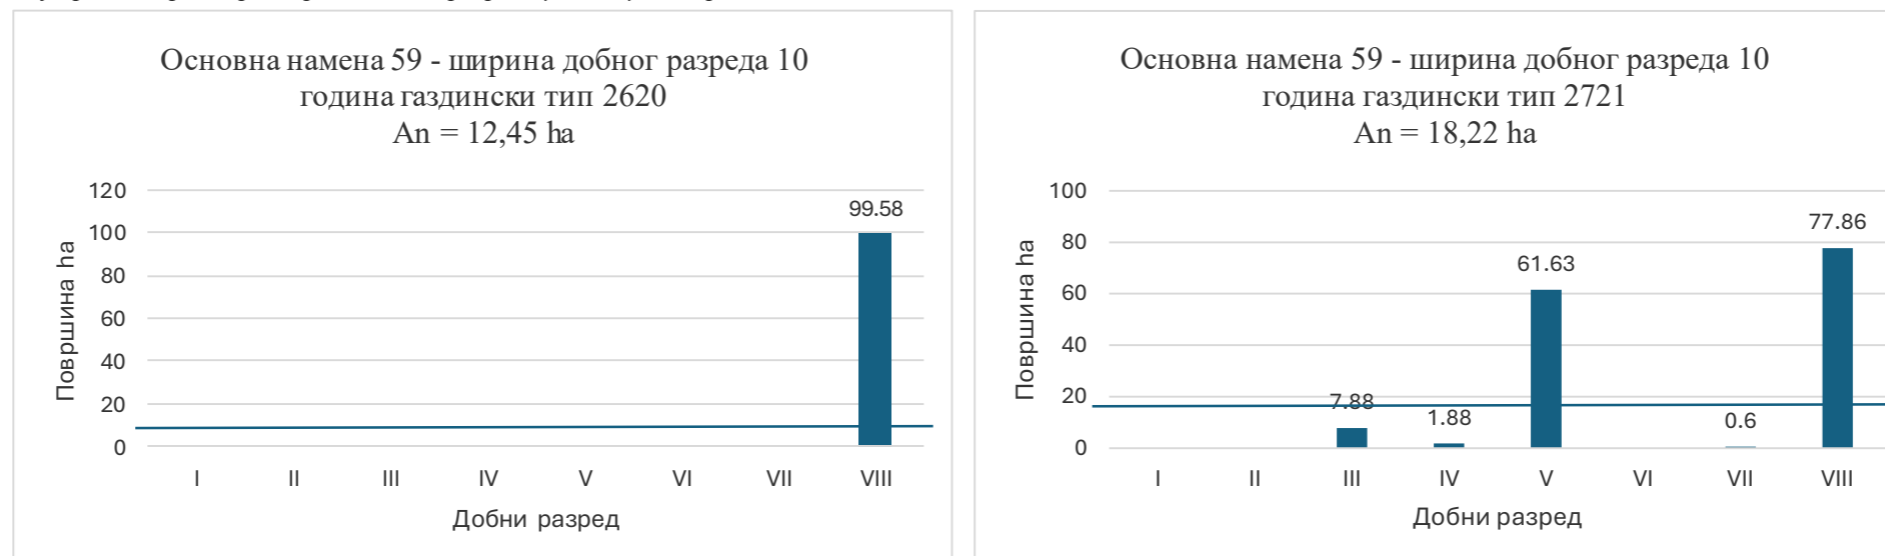 Основна намена 59 - ширина добног разреда 10
година газдински тип 2620
An = 12,45 ha
120
100
80
60
40
20
0
Површина ha
99.58
I II III IV V VI VII VIII
Добни разред
Основна намена 59 - ширина добног разреда 10
година газдински тип 2721
An = 18,22 ha
100
80
60
40
20
0
Површина ha
7.88
1.88
61.63
0.6
77.86
I II III IV V VI VII VIII
Добни разред